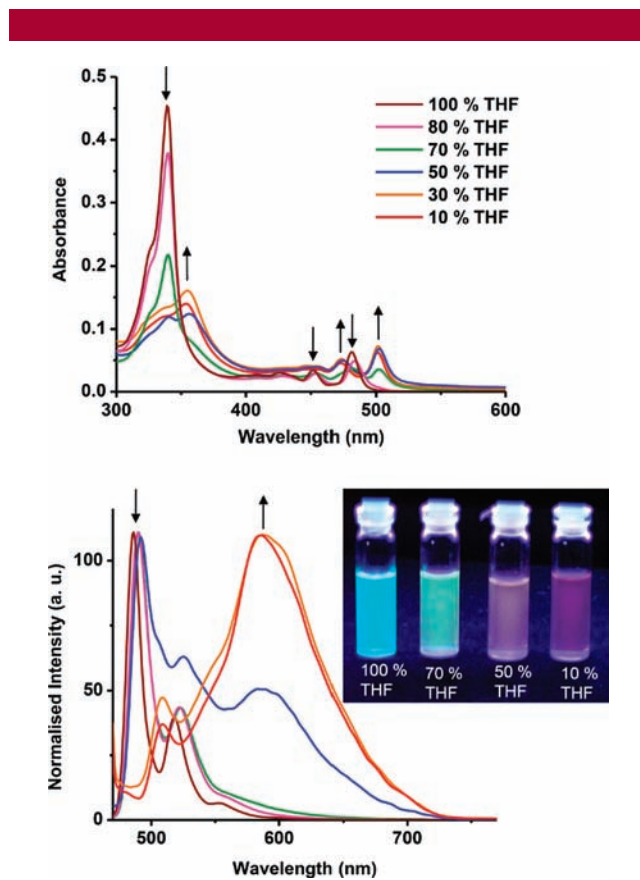 0.5
0.4
0.3
0.2
0.1
0.0
Absorbance
100 % THF
80 % THF
70 % THF
50 % THF
30 % THF
10 % THF
300 400 500 600
Wavelength (nm)
100
50
0
Normalised Intensity (a. u.)
100 % 70 % 50 % 10 %
THF THF THF THF
500 600 700
Wavelength (nm)